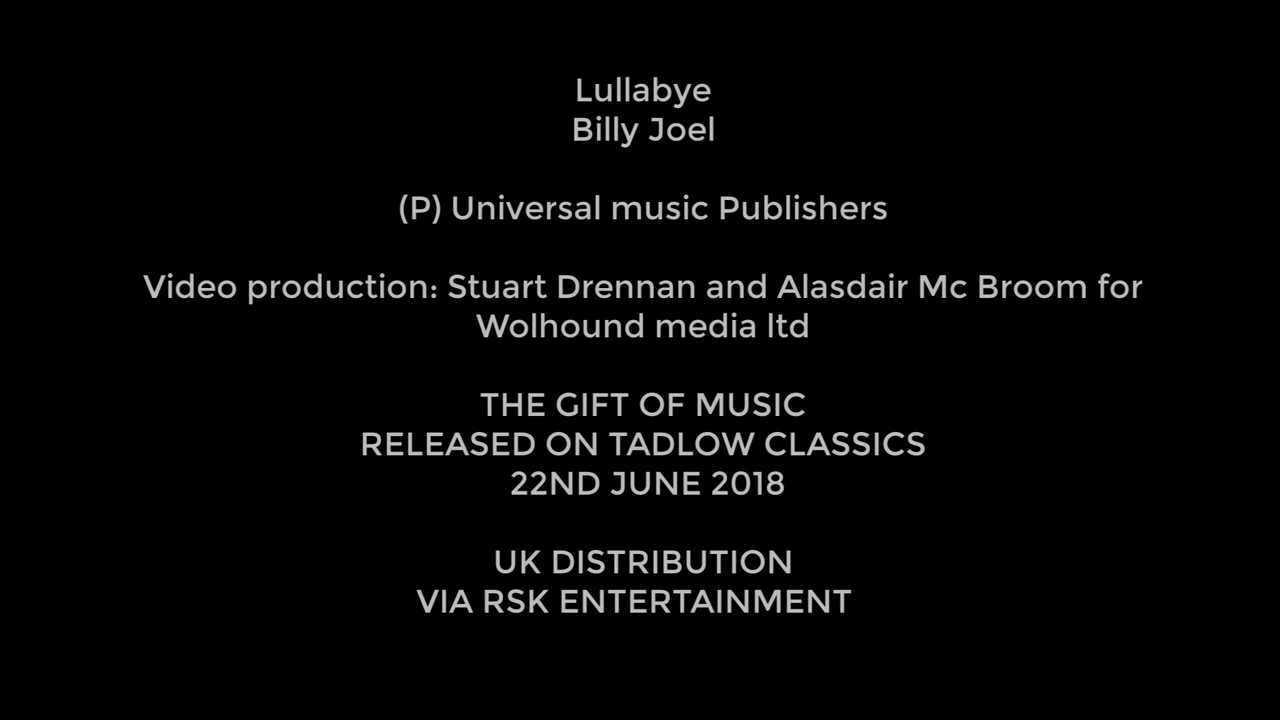 Lullabye
Billy Joel
(P) Universal music Publishers
Video production: Stuart Drennan and Alasdair Mc Broom for
Wolhound media ltd
THE GIFT OF MUSIC
RELEASED ON TADLOW CLASSICS
22ND JUNE 2018
UK DISTRIBUTION
VIA RSK ENTERTAINMENT